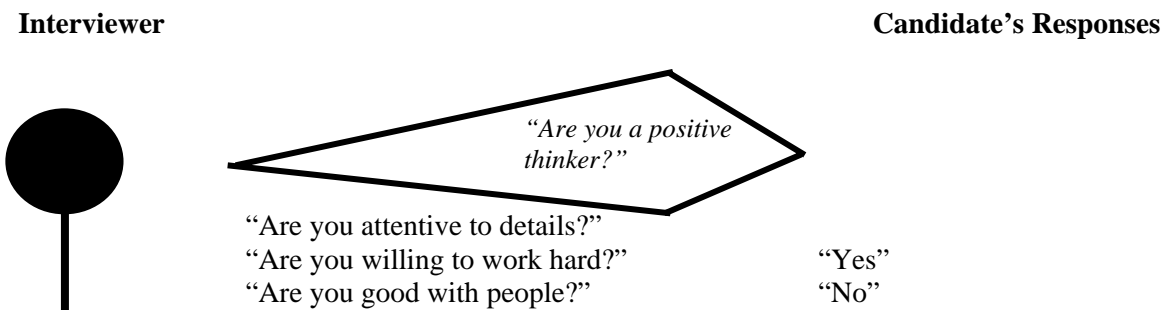 Interviewer Candidate’s Responses
“Are you a positive
thinker?”
“Are you attentive to details?”
“Are you willing to work hard?” “Yes”
“Are you good with people?” “No”